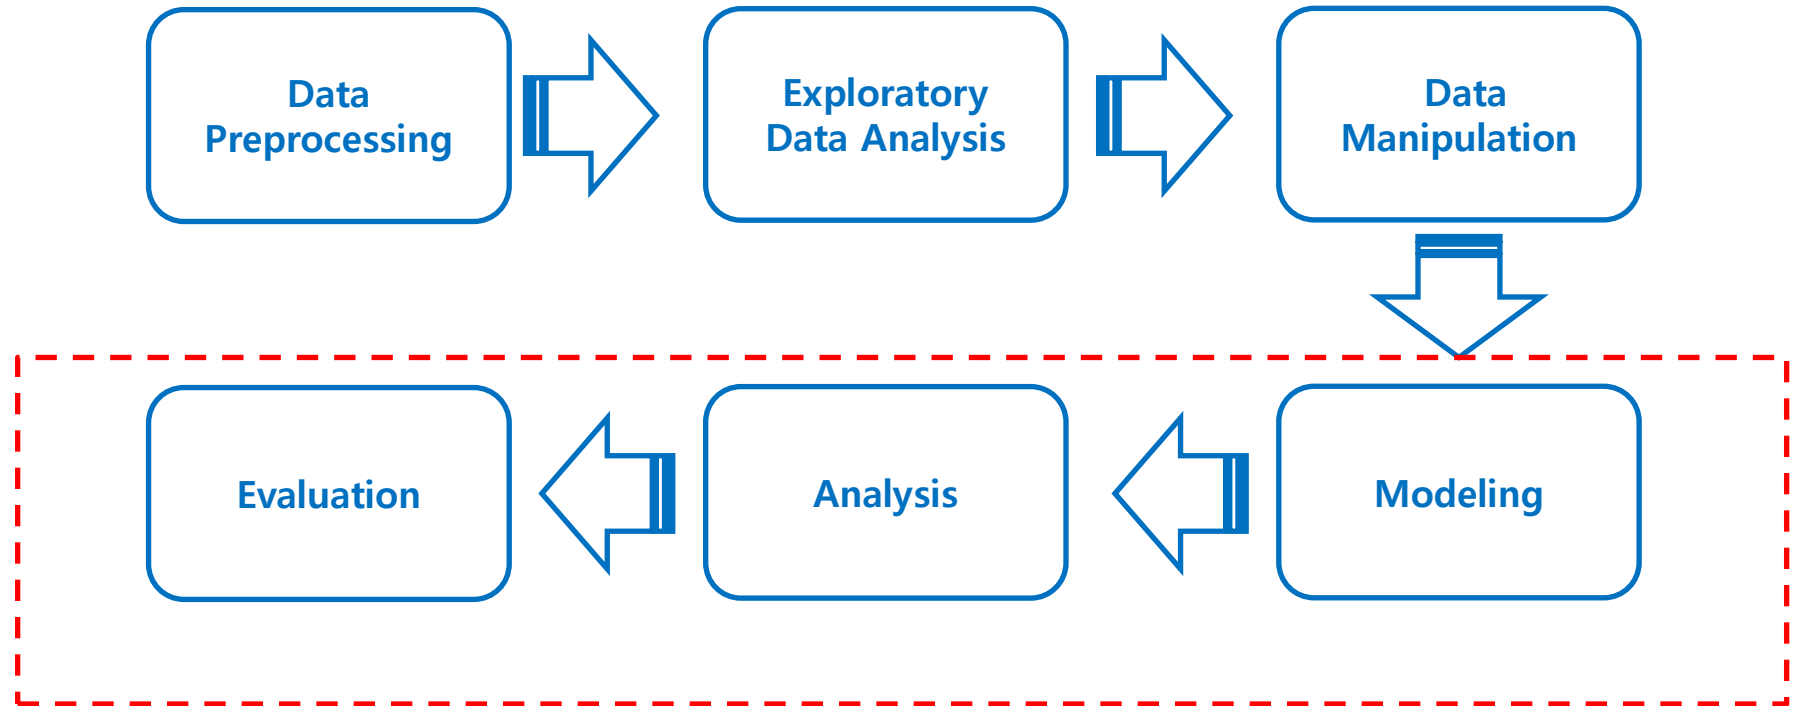 Data
Preprocessing
Exploratory
Data Analysis
Data
Manipulation
Modeling
Analysis
Evaluation